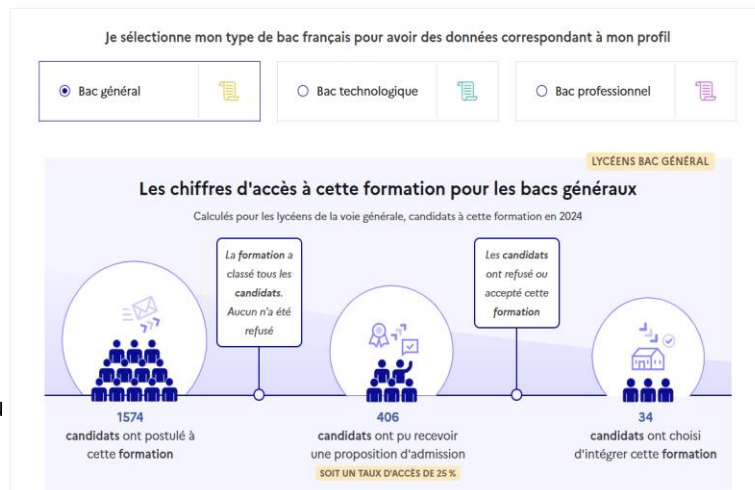 Je sélectionne mon type de bac français pour avoir des données correspondant à mon profil
Bac général
Bac technologique
Bac professionnel
LYCÉENS BAC GÉNÉRAL
Les chiffres d'accès à cette formation pour les bacs généraux
Calculés pour les lycéens de la voie générale, candidats à cette formation en 2024
La formation a
classé tous les
candidats.
Aucun n'a été
refusé
Les candidats
ont refusé ou
accepté cette
formation
1574
candidats ont postulé à
cette formation
406
candidats ont pu recevoir
une proposition d'admission
SOIT UN TAUX D'ACCÈS DE 25 %
34
candidats ont choisi
d'intégrer cette formation